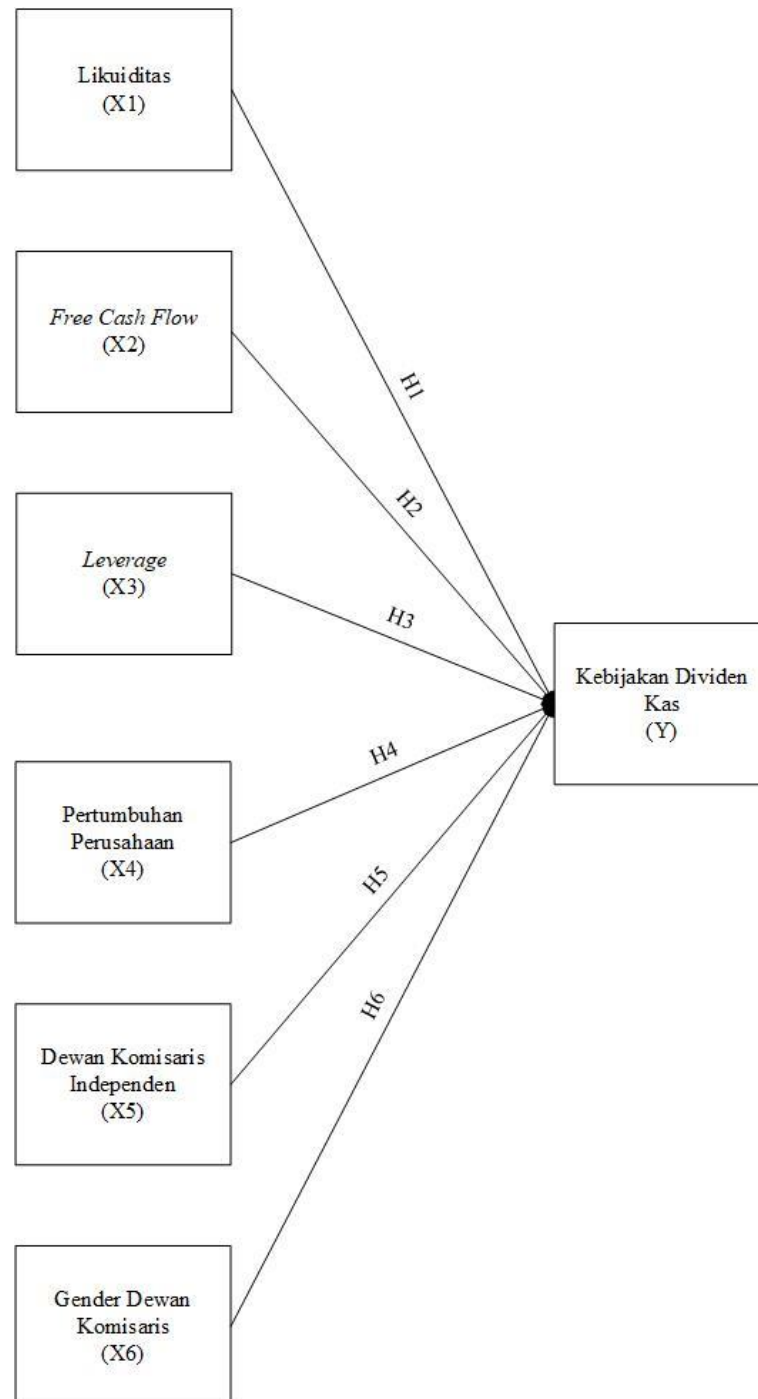 Likuiditas
(X1)
Free Cash Flow
(X2)
H1
H2
Leverage
(X3)
H3
Kebijakan Dividen
Kas
(Y)
H4
Pertumbuhan
Perusahaan
(X4)
H5
H6
Dewan Komisaris
Independen
(X5)
Gender Dewan
Komisaris
(X6)